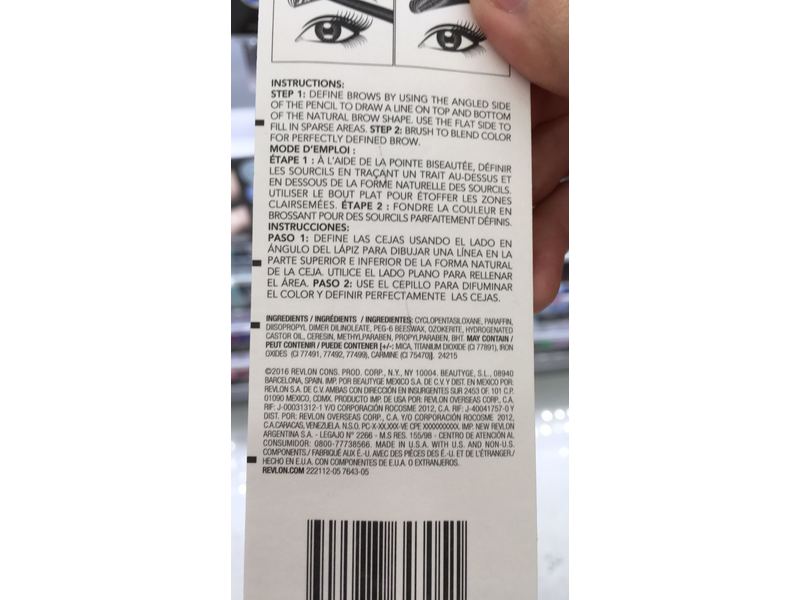 INSTRUCTIONS:
STEP 1: DEFINE BROWS BY USING THE ANGLED SIDE
OF THE PENCIL TO DRAW A LINE ON TOP AND BOTTOM
OF THE NATURAL BROW SHAPE. USE THE FLAT SIDE TO
FILL IN SPARSE AREAS. STEP 2: BRUSH TO BLEND COLOR
FOR PERFECTLY DEFINED BROW.
MODE D'EMPLOI :
ÉTAPE 1 : À L'AIDE DE LA POINTE BISEAUTÉE, DÉFINIR
LES SOURCILS EN TRAÇANT UN TRAIT AU-DESSUS ET
EN DESSOUS DE LA FORME NATURELLE DES SOURCILS.
UTILISER LE BOUT PLAT POUR ÉTOFFER LES ZONES
CLAIRSEMÉES. ÉTAPE 2 : FONDRE LA COULEUR EN
BROSSANT POUR DES SOURCILS PARFAITEMENT DÉFINIS.
INSTRUCCIONES:
PASO 1: DEFINE LAS CEJAS USANDO EL LADO EN
ÁNGULO DEL LÁPIZ PARA DIBUJAR UNA LÍNEA EN LA
PARTE SUPERIOR E INFERIOR DE LA FORMA NATURAL
DE LA CEJA. UTILICE EL LADO PLANO PARA RELLENAR
EL ÁREA. PASO 2: USE EL CEPILLO PARA DIFUMINAR
EL COLOR Y DEFINIR PERFECTAMENTE LAS CEJAS.
INGREDIENTS / INGRÉDIENTS / INGREDIENTES: CYCLOPENTASILOXANE, PARAFFIN,
DIISOPROPYL DIMER DILINOLEATE, PEG-6 BEESWAX, OZOKERITE, HYDROGENATED
CASTOR OIL, CERESIN, METHYLPARABEN, PROPYLPARABEN, BHT. MAY CONTAIN /
PEUT CONTENIR / PUEDE CONTENER [+/-: MICA, TITANIUM DIOXIDE (CI 77891), IRON
OXIDES (CI 77491, 77492, 77499), CARMINE (CI 75470)]. 24215
©2016 REVLON CONS. PROD. CORP., N.Y., NY 10004. BEAUTYGE, S.L., 08940
BARCELONA, SPAIN. IMP. POR BEAUTYGE MEXICO S.A. DE C.V. Y DIST. EN MEXICO POR:
REVLON S.A. DE C.V. AMBAS CON DIRECCIÓN EN INSURGENTES SUR 2453 OF. 101 C.P.
01090 MEXICO, CDMX. PRODUCTO IMP. DE USA POR: REVLON OVERSEAS CORP., C.A.
RIF: J-00031312-1 Y/O CORPORACIÓN ROCOSME 2012, C.A. RIF: J-40041757-0 Y
DIST. POR: REVLON OVERSEAS CORP., C.A. Y/O CORPORACIÓN ROCOSME 2012,
C.A.CARACAS, VENEZUELA. N.S.O. PC-X-XX.XXX-VE CPE XXXXXXXXXX. IMP. NEW REVLON
ARGENTINA S.A. - LEGAJO N° 2266 - M.S RES. 155/98 - CENTRO DE ATENCIÓN AL
CONSUMIDOR: 0800-77738566. MADE IN U.S.A. WITH U.S. AND NON-U.S.
COMPONENTS./ FABRIQUÉ AUX É.-U. AVEC DES PIÈCES DES É.-U. ET DE L'ÉTRANGER/
HECHO EN E.U.A. CON COMPONENTES DE E.U.A. O EXTRANJEROS.
REVLON.COM 222112-05 7643-05